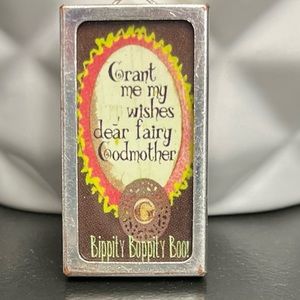 Grant
me my
wishes
dear fairy
Godmother
Bippity Boppity Boo!